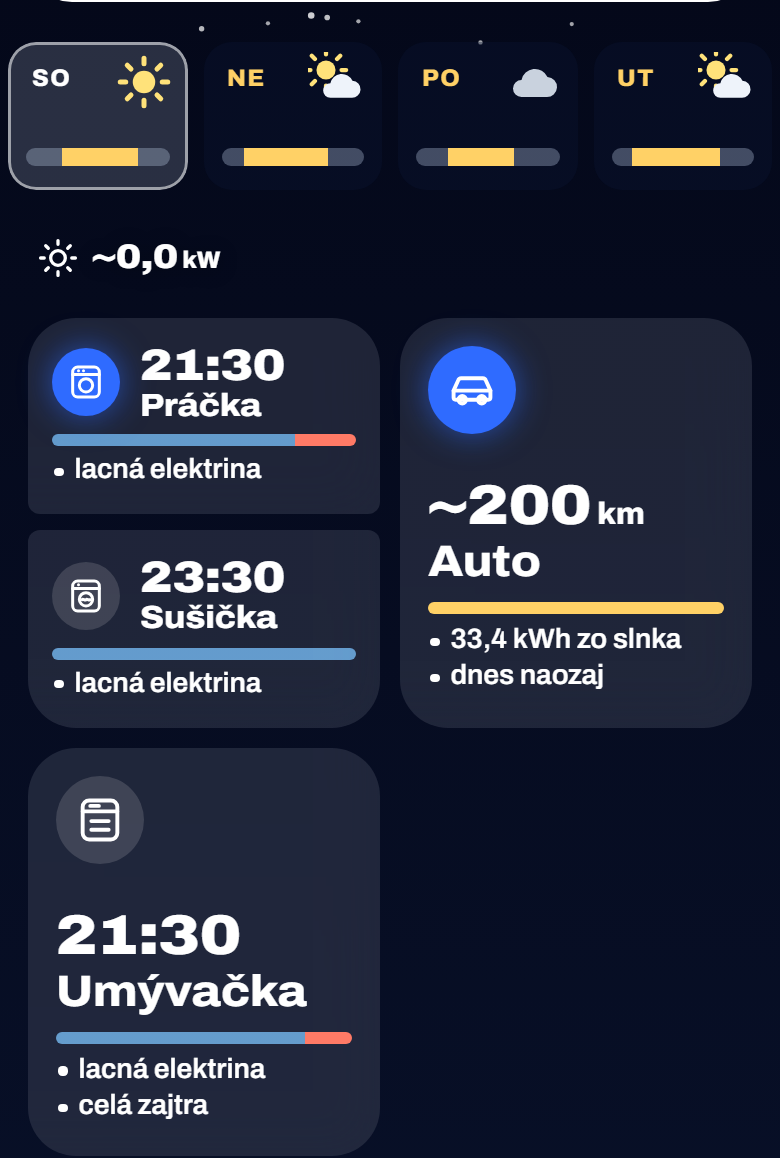 SO
NE
PO
UT
~0,0 kW
21:30
Práčka
lacná elektrina
23:30
Sušička
lacná elektrina
~200 km
Auto
33,4 kWh zo slnka
dnes naozaj
21:30
Umývačka
lacná elektrina
celá zajtra